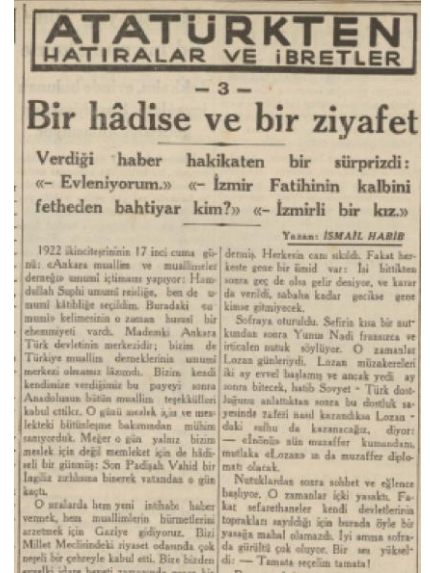 ATATÜRKTEN
HATIRALAR VE İBRETLER
— 3 —
Bir hâdise ve bir ziyafet
Verdiği haber hakikaten bir sürprizdi:
«- Evleniyorum.» «- İzmir Fatihinin kalbini
fetheden bahtiyar kim?» «- İzmirli bir kız.»
Yazan: İSMAİL HABİB
1922 ikinciteşrininin 17 inci cuma gü-
nü: «Ankara muallim ve muallimeler
derneği» umumî içtimaını yapıyor: Ham-
dullah Suphi umumî reisliğe, ben de u-
mumî kâtibliğe seçildim. Buradaki «u-
mumî» kelimesinin o zaman hususî bir
ehemmiyeti vardı. Mademki Ankara
Türk devletinin merkezidir; bizim de
Türkiye muallim derneklerinin umumî
merkezi olmamız lâzımdı. Bizim kendi
kendimize verdiğimiz bu payeyi sonra
Anadolunun bütün muallim teşekkülleri
kabul ettiler. O günü meslek için ve mes-
lekteki bütünleşme bakımından mühim
sanıyorduk. Meğer o gün yalnız bizim
meslek için değil memleket için de hâdi-
seli bir günmüş: Son Padişah Vahid bir
İngiliz zırhlısına binerek vatandan o gün
kaçtı.
O sıralarda hem yeni intihabı haber
vermek, hem muallimlerin hürmetlerini
arzetmek için Gaziye gidiyoruz. Bizi
Millet Meclisindeki riyaset odasında çok
neşeli bir çehreyle kabul etti. Bize birden
demiş. Herkesin canı sıkıldı. Fakat her-
keste gene bir ümid var: İşi bittikten
sonra geç de olsa gelir deniyor, ve karar
da verildi, sabaha kadar gecikse gene
kimse gitmiyecek.
Sofraya oturuldu. Sefirin kısa bir nut-
kundan sonra Yunus Nadi fransızca ve
irticalen nutuk söylüyor. O zamanlar
Lozan günleriydi. Lozan müzakereleri
iki ay evvel başlamış ve ancak yedi ay
sonra bitecek, hatib Sovyet - Türk dost-
luğunu anlattıktan sonra bu dostluk sa-
yesinde zaferi nasıl kazandıksa Lozan -
daki sulhu da kazanacağız, diyor:
— «İnönü» nün muzaffer kumandanı,
mutlaka «Lozan» ın da muzaffer diplo-
matı olacak.
Nutuklardan sonra sohbet ve eğlence
başlıyor. O zamanlar içki yasaktı. Fa-
kat sefarethaneler kendi devletlerinin
toprakları sayıldığı için burada öyle bir
yasağa mahal olamazdı. İyi amma sofra-
da gürültü çok oluyor. Bir ses yüksel-
di: — Tamata seçelim tamata!